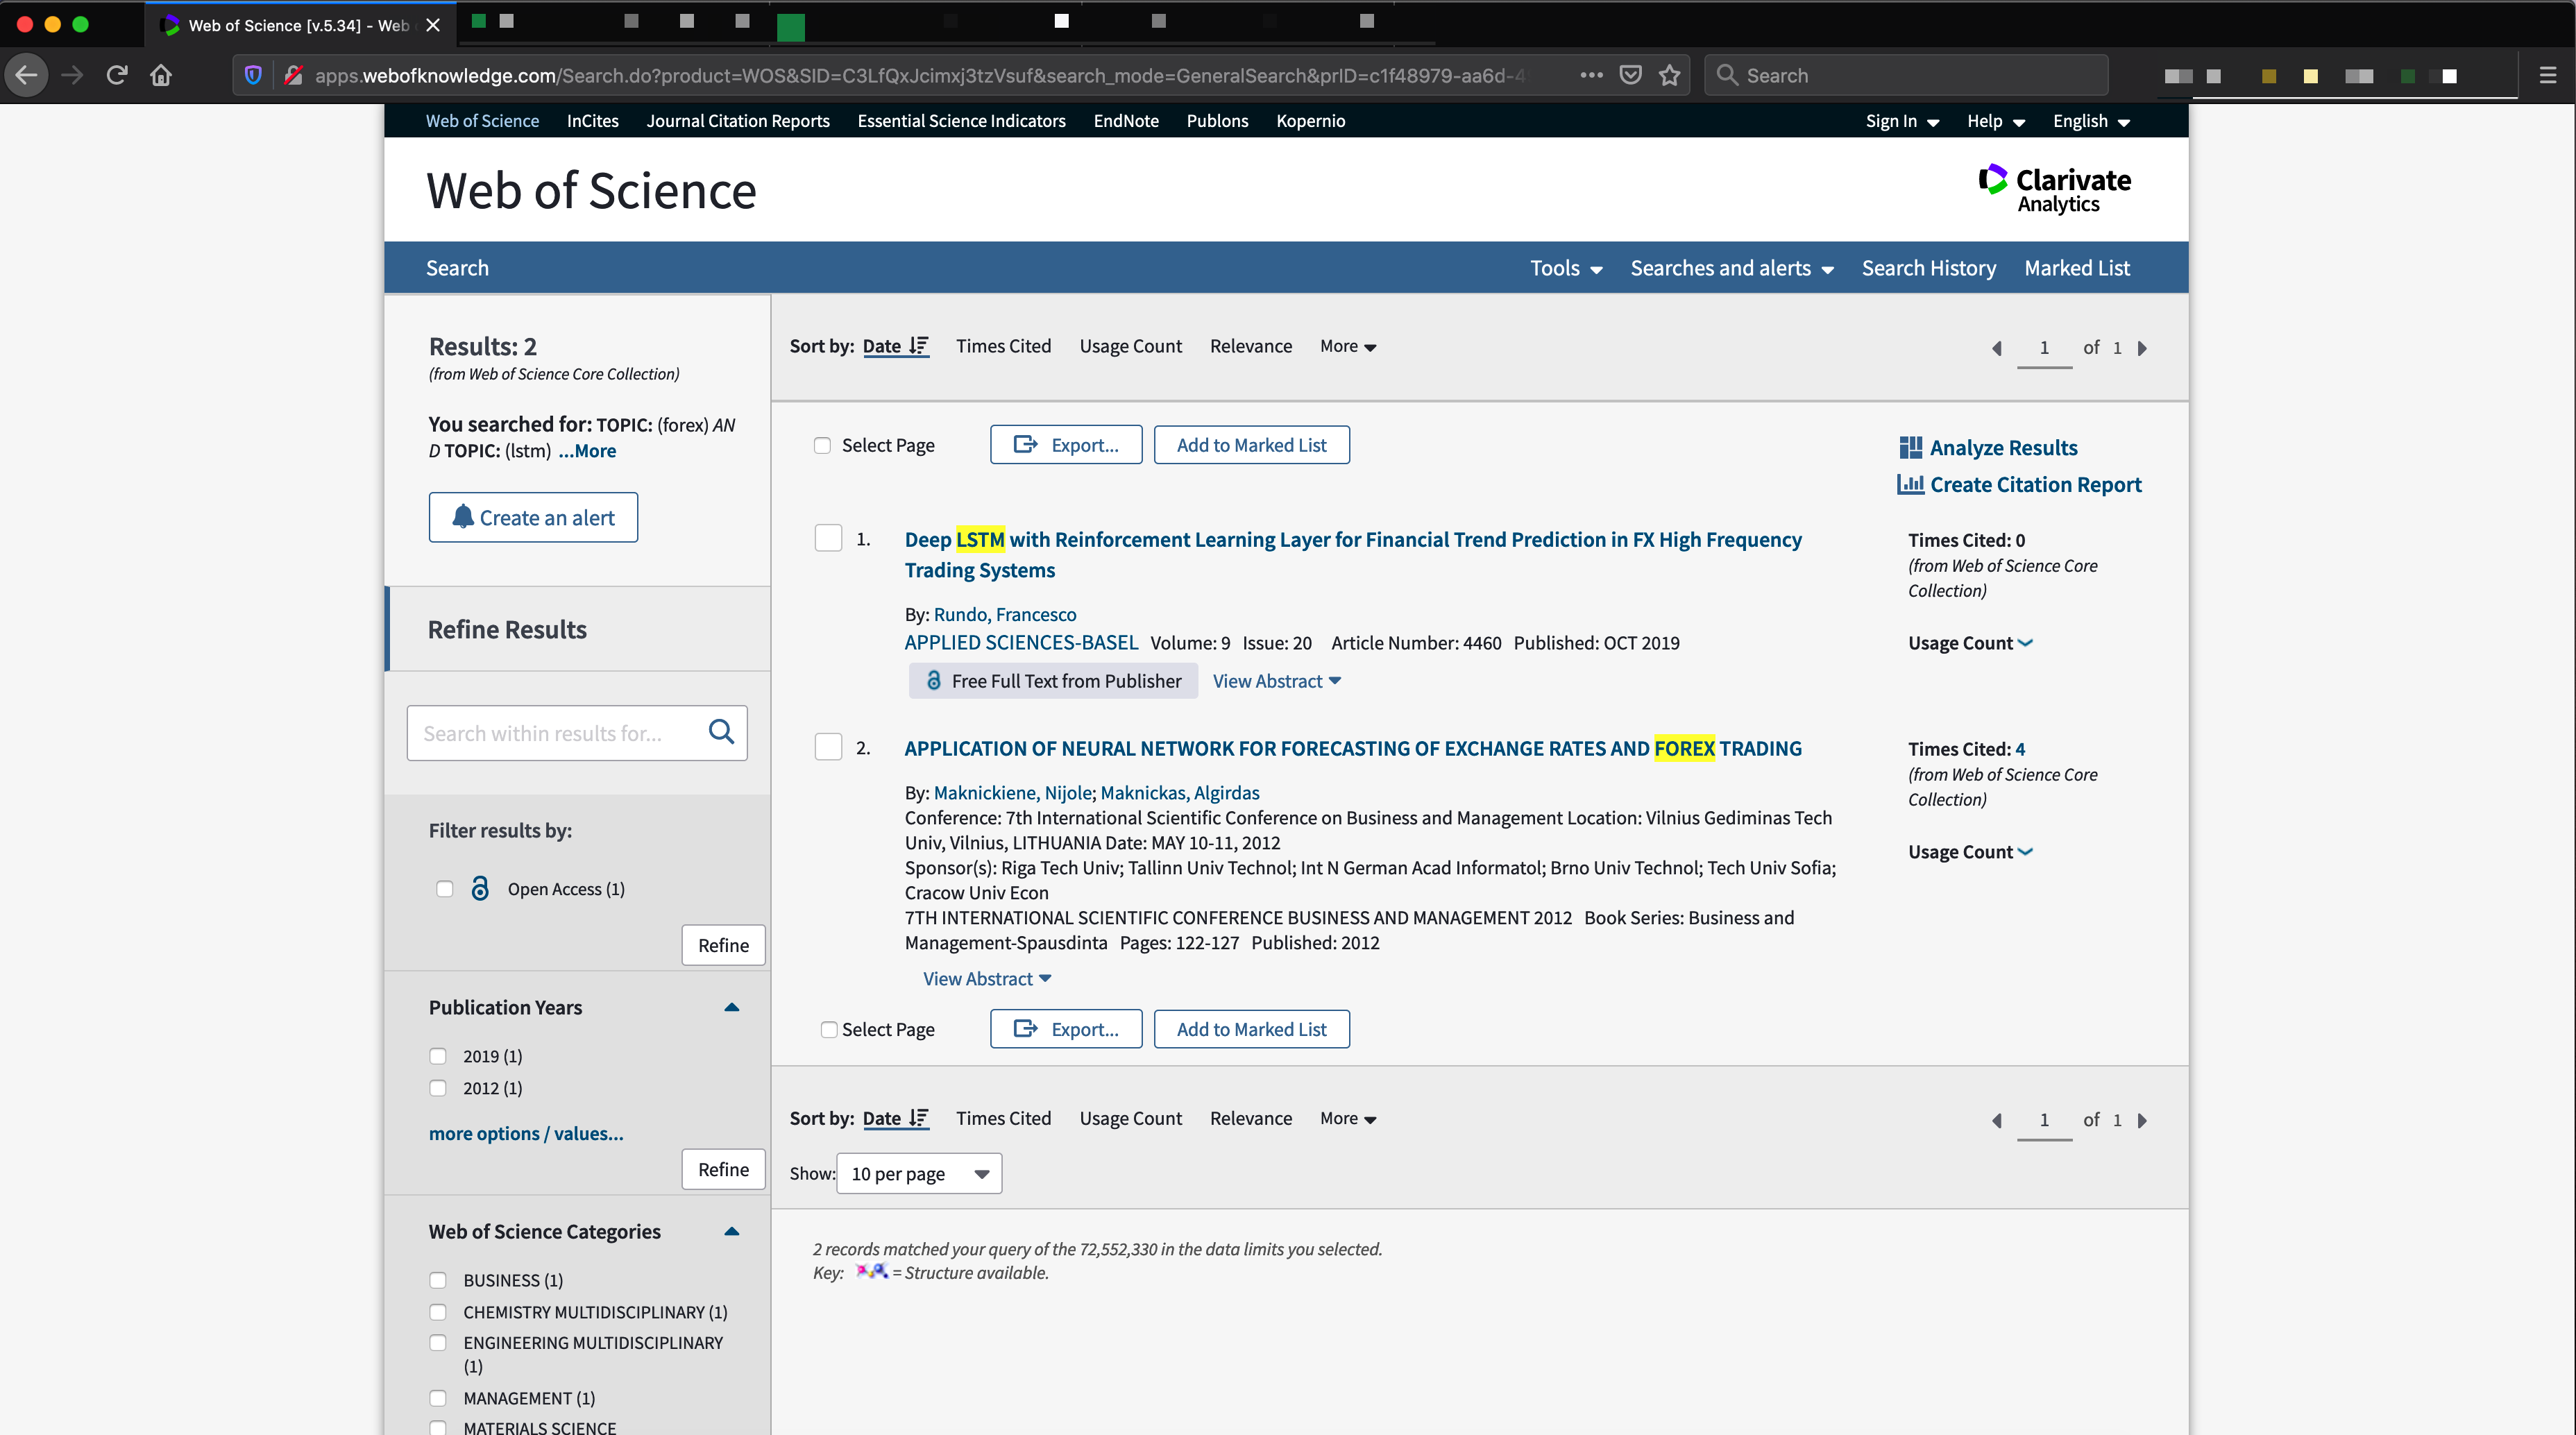 Web of Science [v.5.34] - Web
apps.webofknowledge.com/Search.do?product=WOS&SID=C3LfQxJcimxj3tzVsuf&search_mode=GeneralSearch&prID=c1f48979-aa6d-4
Search
Web of Science InCites Journal Citation Reports Essential Science Indicators EndNote Publons Kopernio Sign In Help English
Web of Science
Clarivate
Analytics
Search Tools Searches and alerts Search History Marked List
Results: 2
(from Web of Science Core Collection)
You searched for: TOPIC: (forex) AN
D TOPIC: (lstm) ...More
Create an alert
Refine Results
Search within results for...
Filter results by:
Open Access (1)
Refine
Publication Years
2019 (1)
2012 (1)
more options / values...
Refine
Web of Science Categories
BUSINESS (1)
CHEMISTRY MULTIDISCIPLINARY (1)
ENGINEERING MULTIDISCIPLINARY
(1)
MANAGEMENT (1)
MATERIALS SCIENCE
Sort by: Date Times Cited Usage Count Relevance More
1 of 1
Select Page Export... Add to Marked List
Analyze Results
Create Citation Report
1. Deep LSTM with Reinforcement Learning Layer for Financial Trend Prediction in FX High Frequency
Trading Systems
By: Rundo, Francesco
APPLIED SCIENCES-BASEL Volume: 9 Issue: 20 Article Number: 4460 Published: OCT 2019
Free Full Text from Publisher View Abstract
Times Cited: 0
(from Web of Science Core
Collection)
Usage Count
2. APPLICATION OF NEURAL NETWORK FOR FORECASTING OF EXCHANGE RATES AND FOREX TRADING
By: Maknickiene, Nijole; Maknickas, Algirdas
Conference: 7th International Scientific Conference on Business and Management Location: Vilnius Gediminas Tech
Univ, Vilnius, LITHUANIA Date: MAY 10-11, 2012
Sponsor(s): Riga Tech Univ; Tallinn Univ Technol; Int N German Acad Informatol; Brno Univ Technol; Tech Univ Sofia;
Cracow Univ Econ
7TH INTERNATIONAL SCIENTIFIC CONFERENCE BUSINESS AND MANAGEMENT 2012 Book Series: Business and
Management-Spausdinta Pages: 122-127 Published: 2012
View Abstract
Times Cited: 4
(from Web of Science Core
Collection)
Usage Count
Select Page Export... Add to Marked List
Sort by: Date Times Cited Usage Count Relevance More
1 of 1
Show: 10 per page
2 records matched your query of the 72,552,330 in the data limits you selected.
Key: = Structure available.